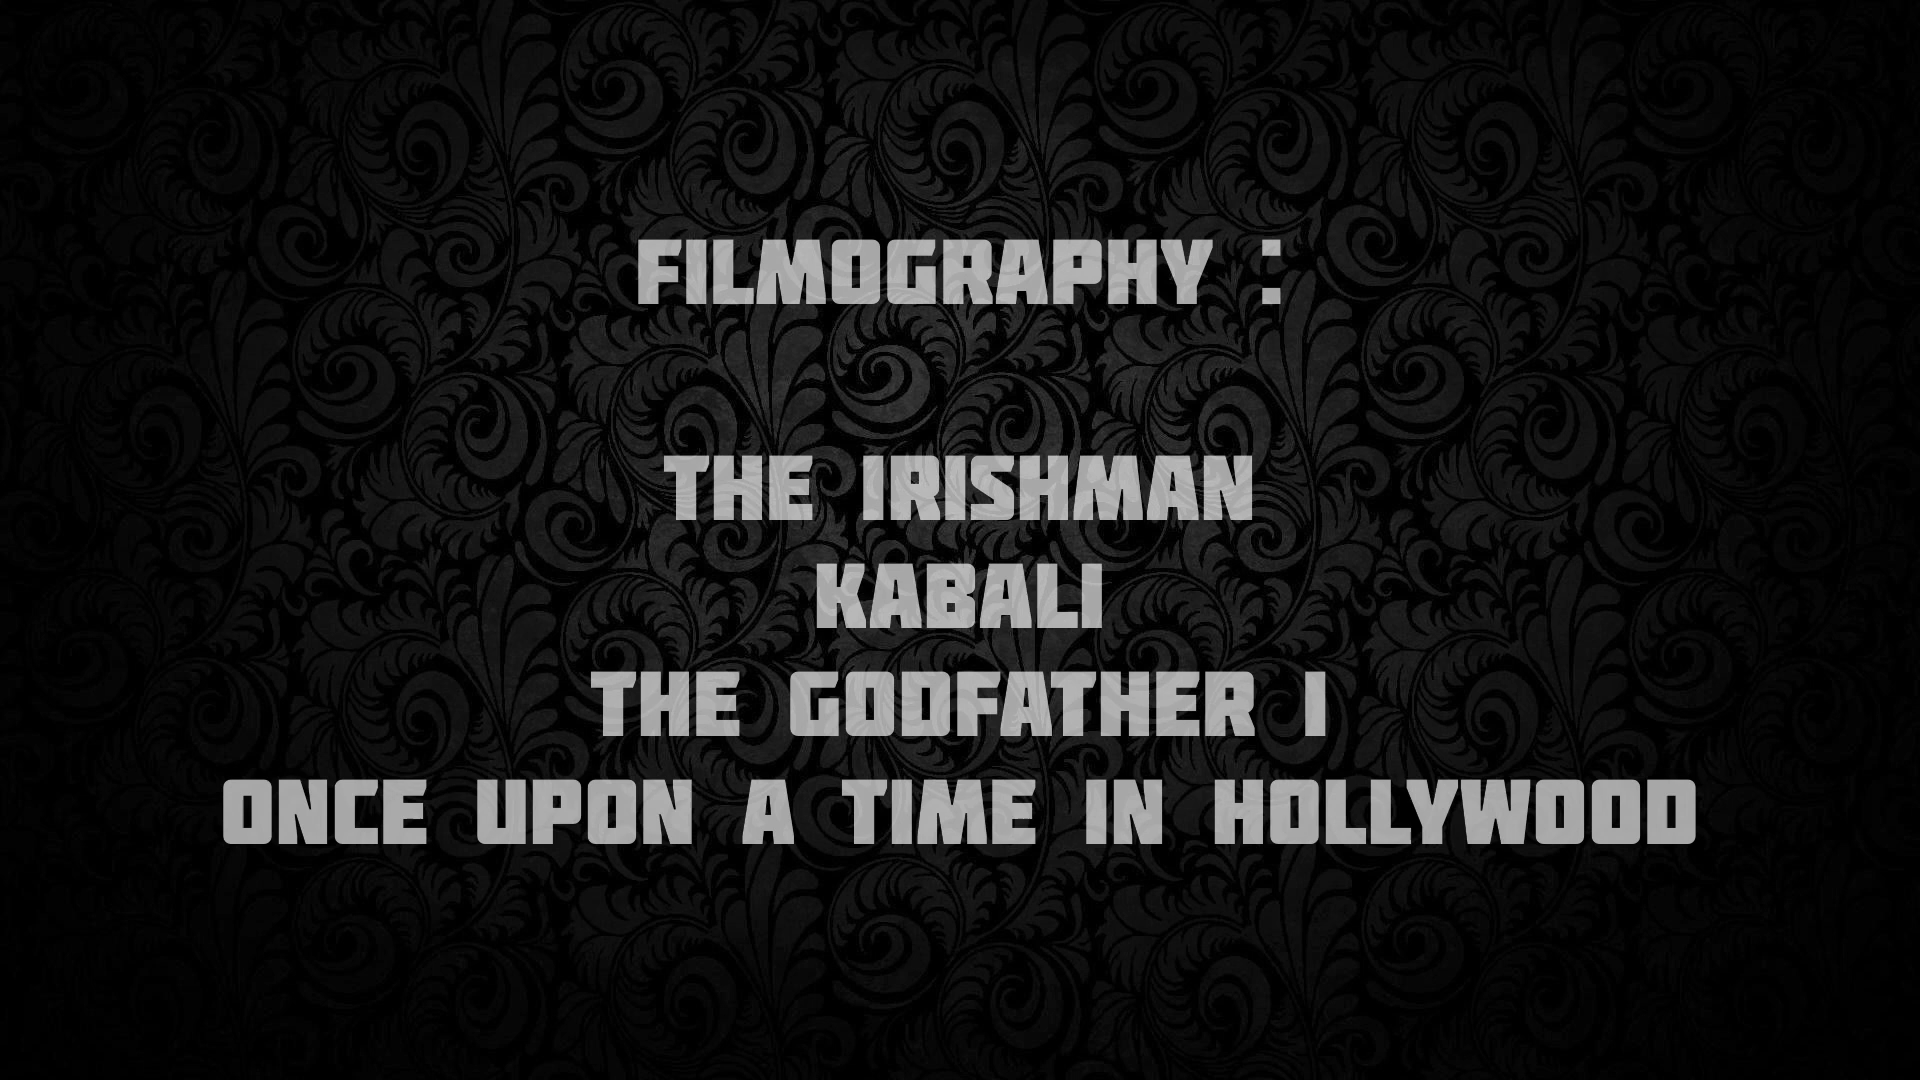 FILMOGRAPHY :
THE IRISHMAN
KABALI
THE GODFATHER I
ONCE UPON A TIME IN HOLLYWOOD